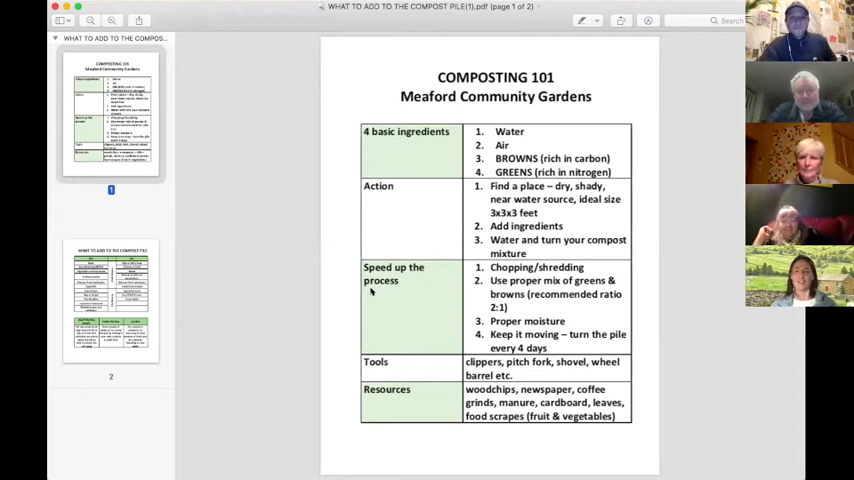 WHAT TO ADD TO THE COMPOST PILE(1).pdf (page 1 of 2)
Search
WHAT TO ADD TO THE COMPOS...
1
2
COMPOSTING 101
Meaford Community Gardens
4 basic ingredients
1. Water
2. Air
3. BROWNS (rich in carbon)
4. GREENS (rich in nitrogen)
Action
1. Find a place – dry, shady,
near water source, ideal size
3x3x3 feet
2. Add ingredients
3. Water and turn your compost
mixture
Speed up the
process
1. Chopping/shredding
2. Use proper mix of greens &
browns (recommended ratio
2:1)
3. Proper moisture
4. Keep it moving – turn the pile
every 4 days
Tools
clippers, pitch fork, shovel, wheel
barrel etc.
Resources
woodchips, newspaper, coffee
grinds, manure, cardboard, leaves,
food scrapes (fruit & vegetables)